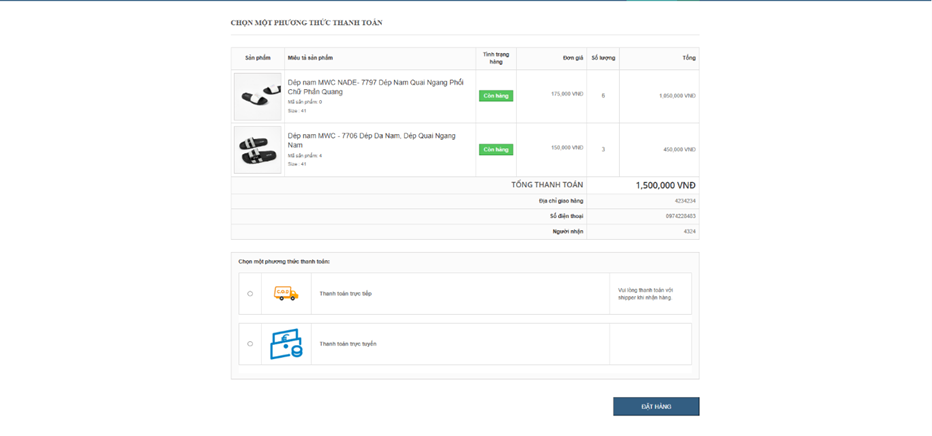 CHỌN MỘT PHƯƠNG THỨC THANH TOÁN
Sản phẩm Miêu tả sản phẩm Tình trạng hàng Đơn giá Số lượng Tổng
Dép nam MWC NADE- 7797 Dép Nam Quai Ngang Phối
Chữ Phản Quang
Mã sản phẩm: 0
Size : 41
Còn hàng 175,000 VNĐ 6 1,050,000 VNĐ
Dép nam MWC - 7706 Dép Da Nam, Dép Quai Ngang
Nam
Mã sản phẩm: 4
Size : 41
Còn hàng 150,000 VNĐ 3 450,000 VNĐ
TỔNG THANH TOÁN 1,500,000 VNĐ
Địa chỉ giao hàng 4234234
Số điện thoại 0974228403
Người nhận 4324
Chọn một phương thức thanh toán:
C.O.D Thanh toán trực tiếp Vui lòng thanh toán với
shipper khi nhận hàng
Thanh toán trực tuyến
ĐẶT HÀNG